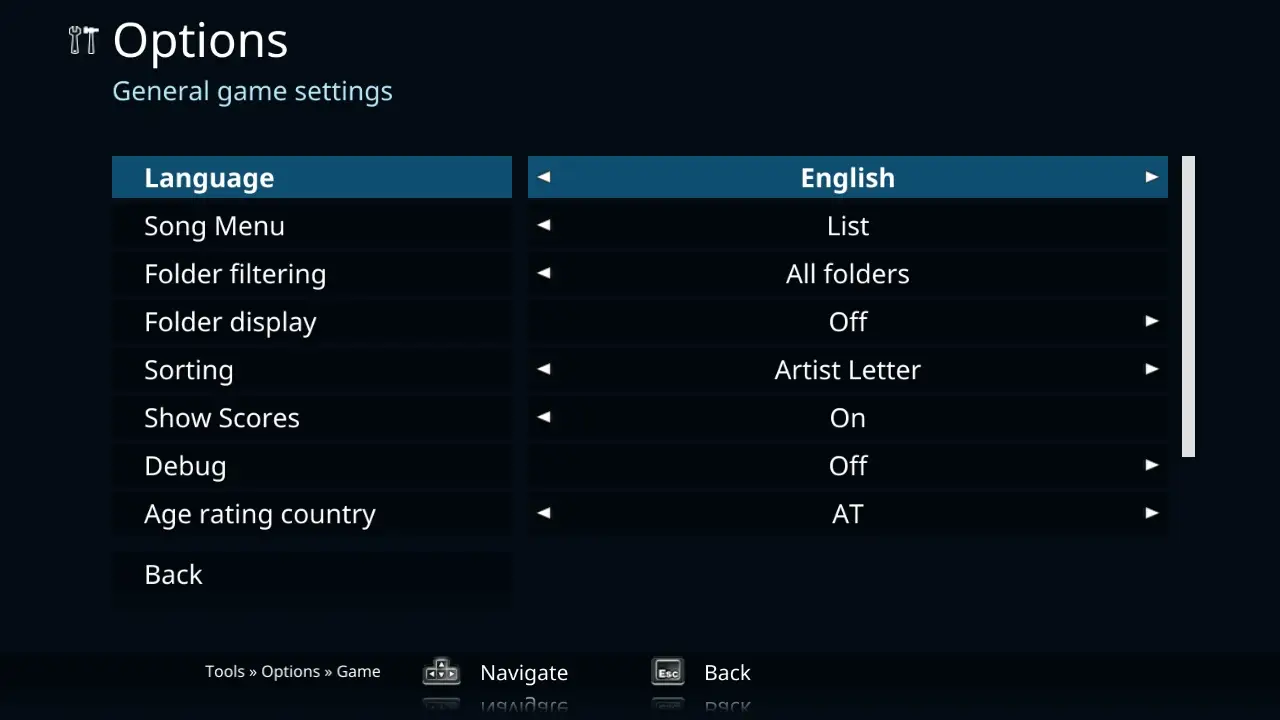 Options
General game settings
Language English
Song Menu List
Folder filtering All folders
Folder display Off
Sorting Artist Letter
Show Scores On
Debug Off
Age rating country AT
Back
Tools » Options » Game Navigate Esc Back